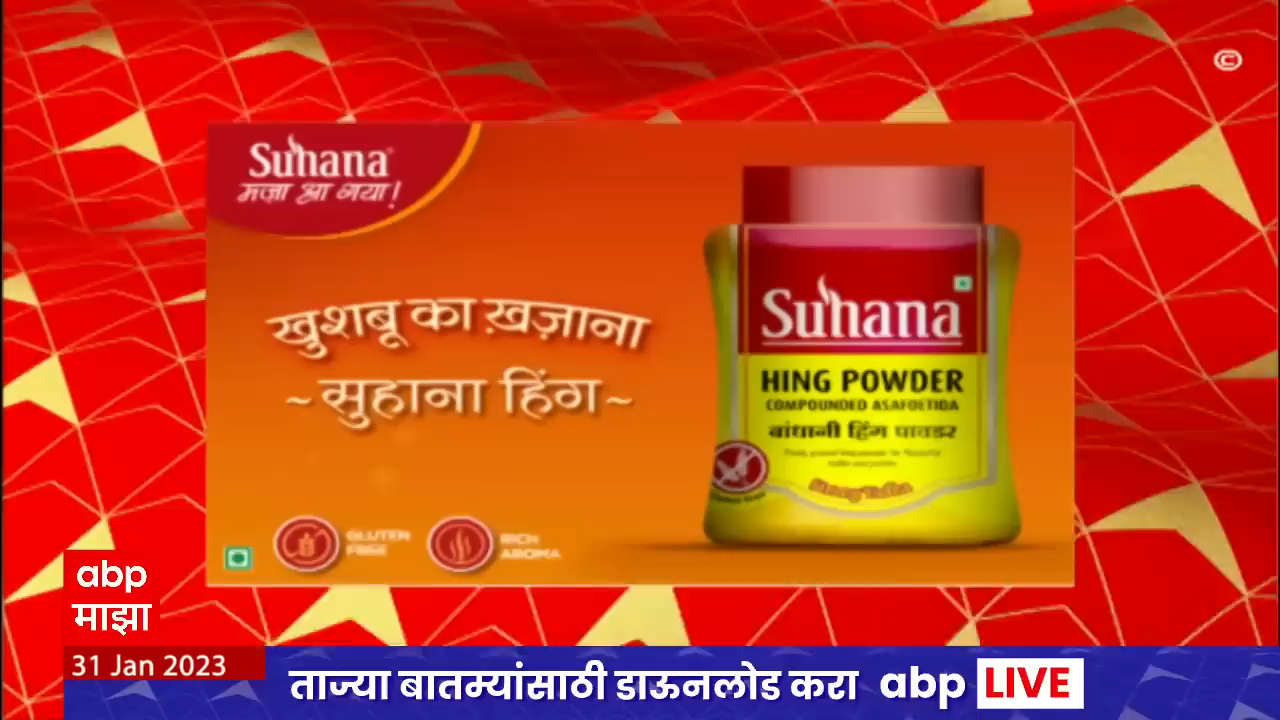 ©
Suhana
मज़ा आ गया!
खुशबू का ख़ज़ाना
~सुहाना हिंग~
GLUTEN
FREE
RICH
AROMA
Suhana
HING POWDER
COMPOUNDED ASAFOETIDA
बांधानी हिंग पावडर
abp
माझा
31 Jan 2023
ताज्या बातम्यांसाठी डाऊनलोड करा abp LIVE